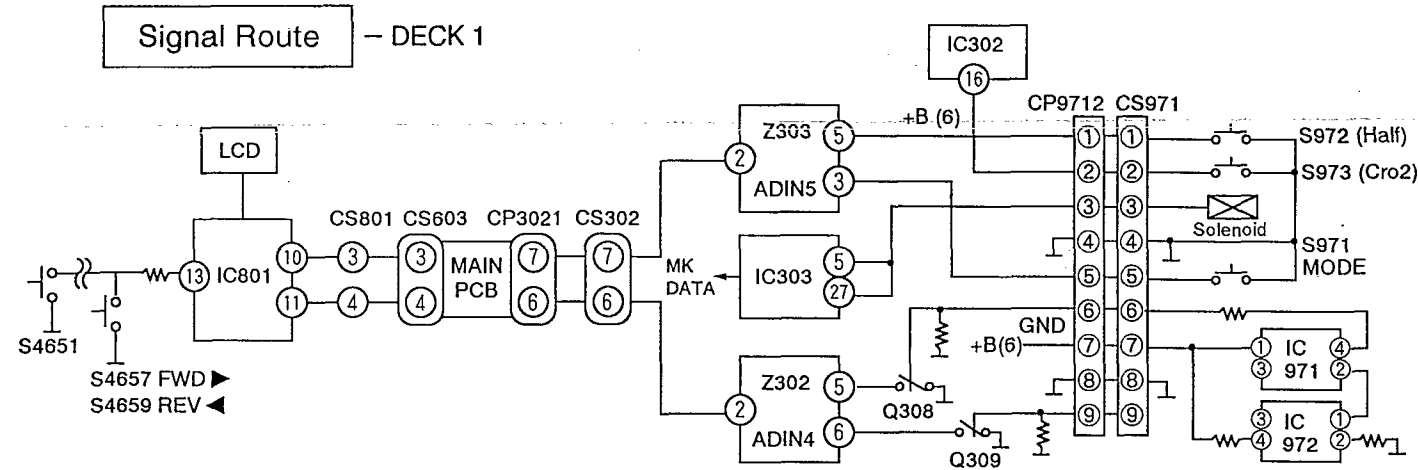 Signal Route – DECK 1
IC302
16
CP9712 CS971
+B (6)
LCD
Z303
2
5
3
ADIN5
1 1
2 2
3 3
4 4
5 5
6 6
7 7
8 8
9 9
S972 (Half)
S973 (Cro2)
Solenoid
S971
MODE
CS801 CS603 CP3021 CS302
13 IC801 10 11
3 3 MAIN PCB 7 7
4 4 6 6
MK
DATA
IC303
5
27
S4651
S4657 FWD ▶
S4659 REV ◀
GND
+B(6)
Z302
2
5
6
ADIN4
Q308
Q309
1 IC 4
3 971 2
3 IC 1
4 972 2